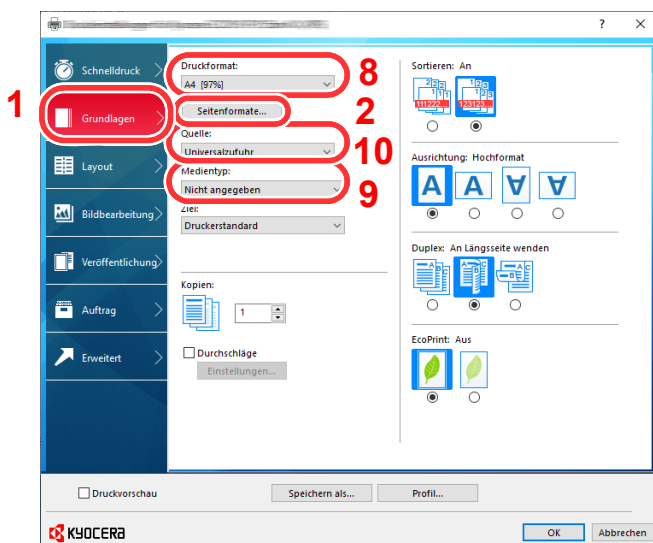 ?
1
Schnelldruck
Grundlagen
Layout
Bildbearbeitung
Veröffentlichung
Auftrag
Erweitert
Druckformat:
A4 [97%]
8
Seitenformate...
2
Quelle:
Universalzufuhr
10
Medientyp:
Nicht angegeben
9
Ziel:
Druckerstandard
Kopien:
1
Durchschläge
Einstellungen...
Sortieren: An
111222
123123
Ausrichtung: Hochformat
A A A A
Duplex: An Längsseite wenden
EcoPrint: Aus
Druckvorschau
Speichern als...
Profil...
KYOCERA
OK
Abbrechen